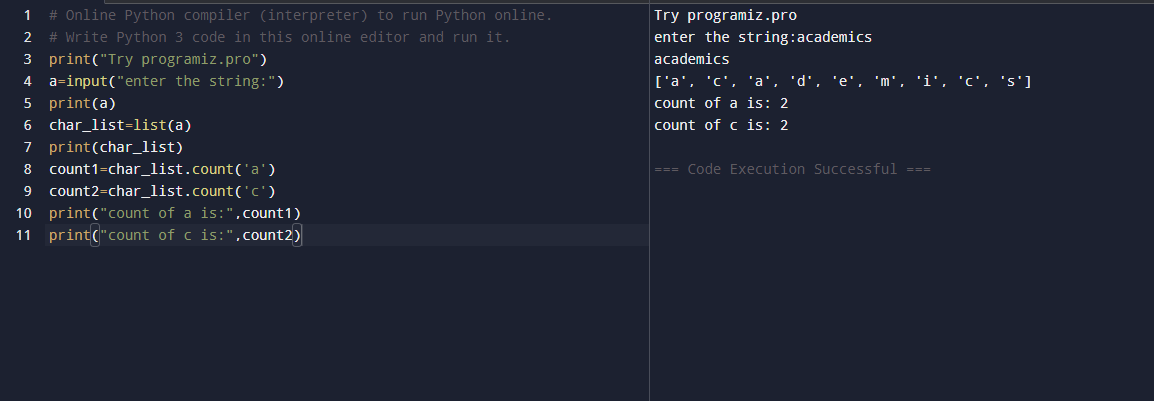 1 # Online Python compiler (interpreter) to run Python online.
2 # Write Python 3 code in this online editor and run it.
3 print("Try programiz.pro")
4 a=input("enter the string:")
5 print(a)
6 char_list=list(a)
7 print(char_list)
8 count1=char_list.count('a')
9 count2=char_list.count('c')
10 print("count of a is:",count1)
11 print("count of c is:",count2)
Try programiz.pro
enter the string:academics
academics
['a', 'c', 'a', 'd', 'e', 'm', 'i', 'c', 's']
count of a is: 2
count of c is: 2
=== Code Execution Successful ===